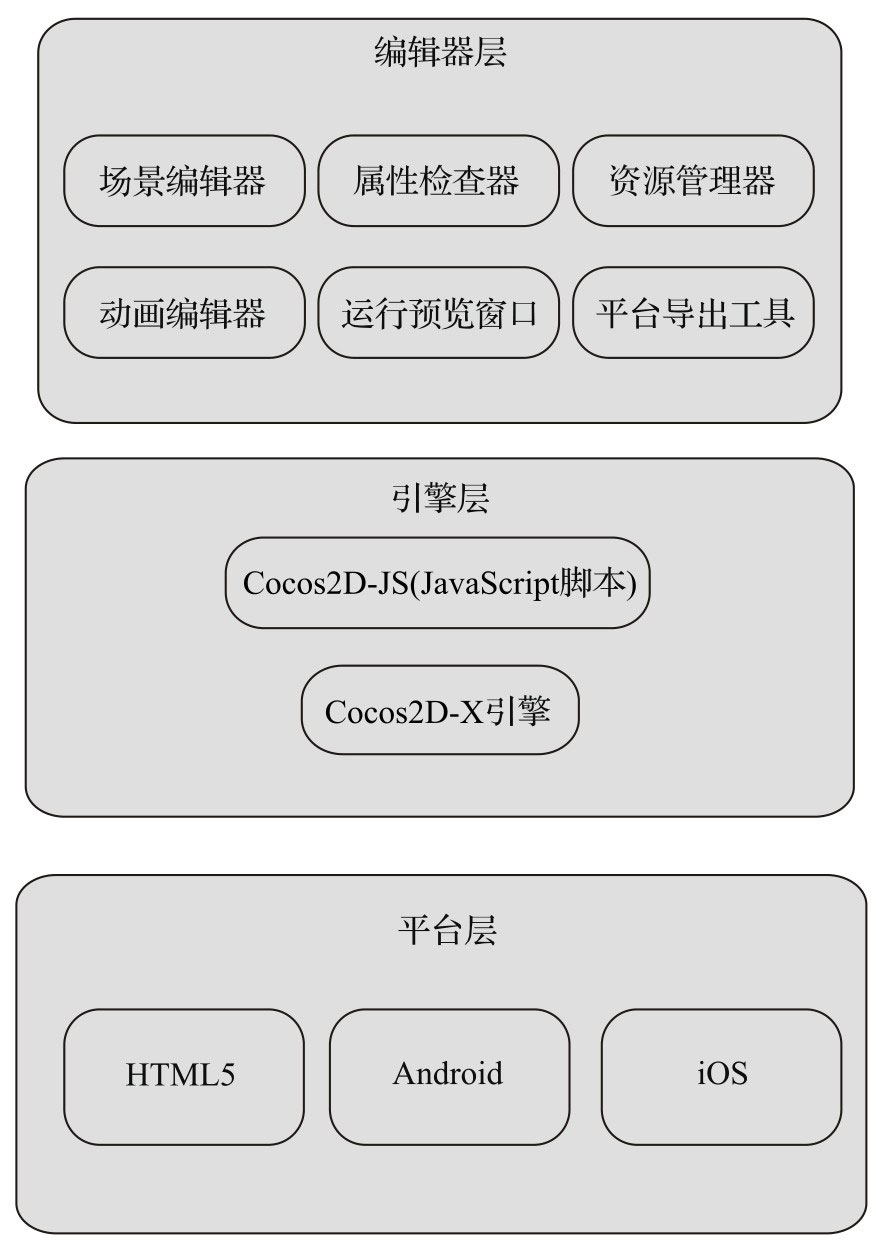 编辑器层
场景编辑器
属性检查器
资源管理器
动画编辑器
运行预览窗口
平台导出工具
引擎层
Cocos2D-JS(JavaScript脚本)
Cocos2D-X引擎
平台层
HTML5
Android
iOS